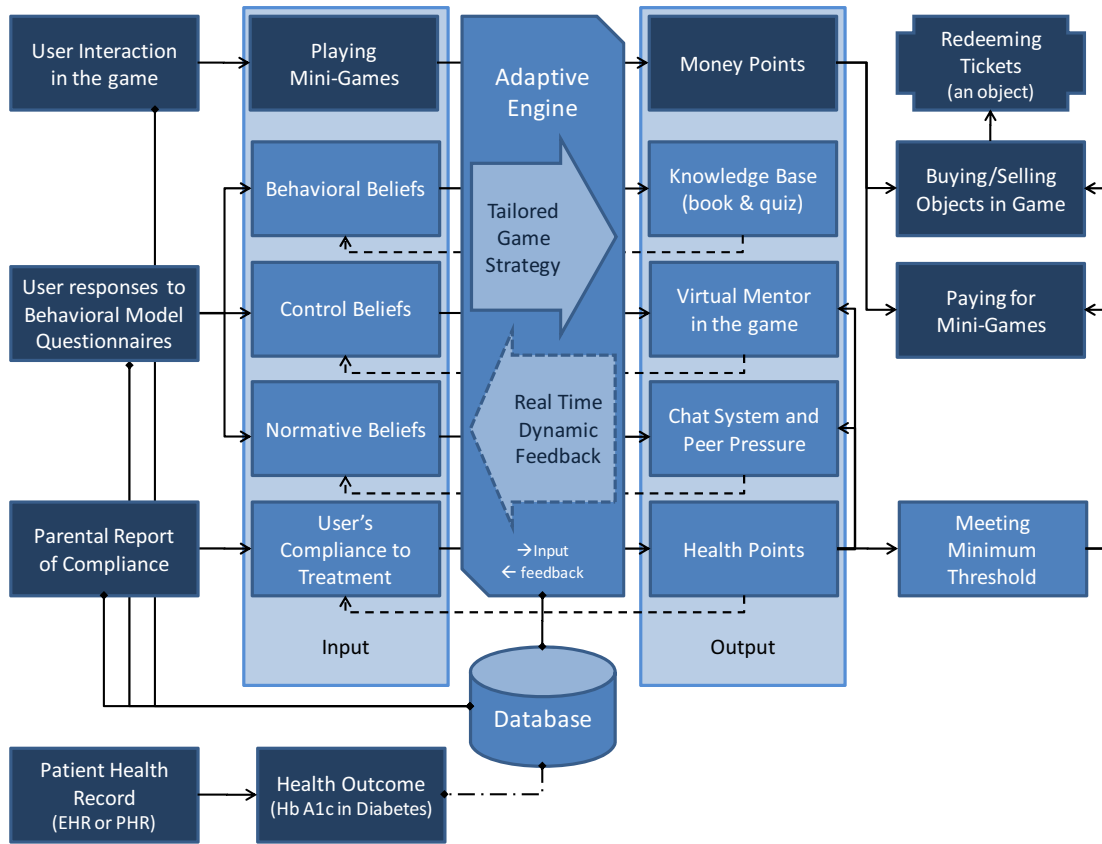 User Interaction
in the game
Playing
Mini-Games
Adaptive
Engine
Money Points
Redeeming
Tickets
(an object)
Behavioral Beliefs
Tailored
Game
Strategy
Knowledge Base
(book & quiz)
Buying/Selling
Objects in Game
User responses to
Behavioral Model
Questionnaires
Control Beliefs
Virtual Mentor
in the game
Paying for
Mini-Games
Normative Beliefs
Real Time
Dynamic
Feedback
Chat System and
Peer Pressure
Parental Report
of Compliance
User's
Compliance to
Treatment
→Input
← feedback
Health Points
Meeting
Minimum
Threshold
Input
Output
Database
Patient Health
Record
(EHR or PHR)
Health Outcome
(Hb A1c in Diabetes)